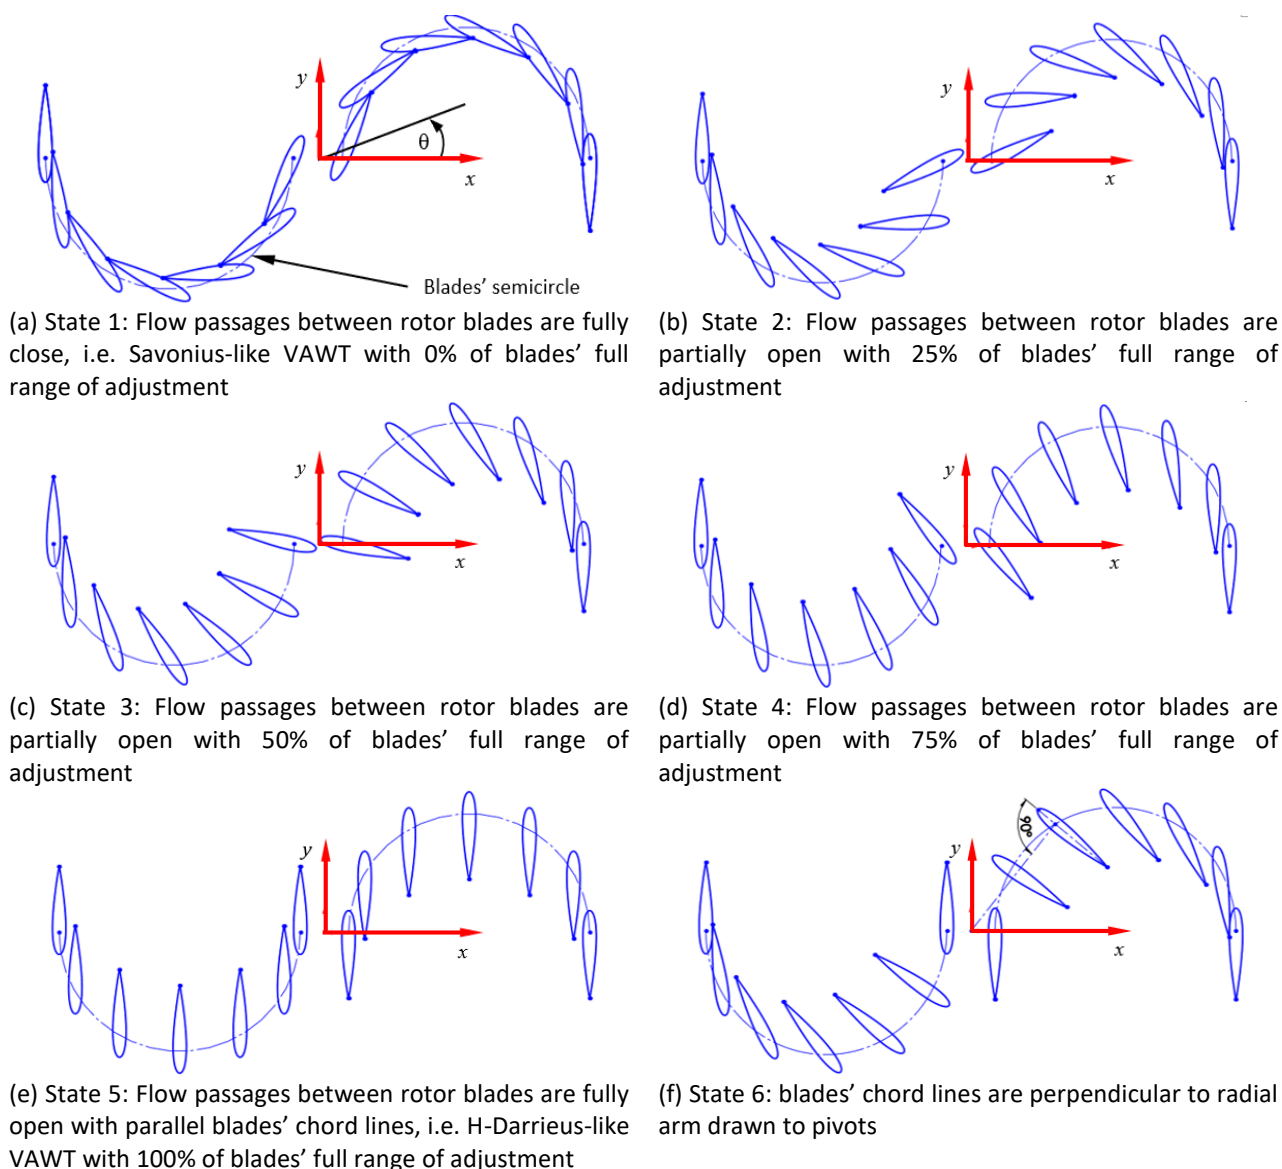 y
θ
x
Blades’ semicircle
(a) State 1: Flow passages between rotor blades are fully
close, i.e. Savonius-like VAWT with 0% of blades’ full
range of adjustment
y
x
(b) State 2: Flow passages between rotor blades are
partially open with 25% of blades’ full range of
adjustment
y
x
(c) State 3: Flow passages between rotor blades are
partially open with 50% of blades’ full range of
adjustment
y
x
(d) State 4: Flow passages between rotor blades are
partially open with 75% of blades’ full range of
adjustment
y
x
(e) State 5: Flow passages between rotor blades are fully
open with parallel blades’ chord lines, i.e. H-Darrieus-like
VAWT with 100% of blades’ full range of adjustment
90°
y
x
(f) State 6: blades’ chord lines are perpendicular to radial
arm drawn to pivots